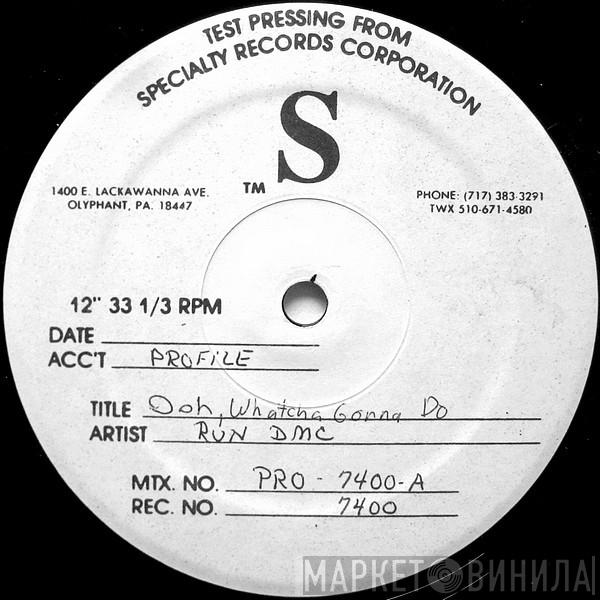 TEST PRESSING FROM
SPECIALTY RECORDS CORPORATION
S
TM
1400 E. LACKAWANNA AVE.
OLYPHANT, PA. 18447
PHONE: (717) 383-3291
TWX 510-671-4580
12" 33 1/3 RPM
DATE
ACC'T PROFILE
TITLE Ooh, Whatcha Gonna Do
ARTIST RUN DMC
MTX. NO. PRO - 7400-A
REC. NO. 7400
МАРКЕТ ВИНИЛА